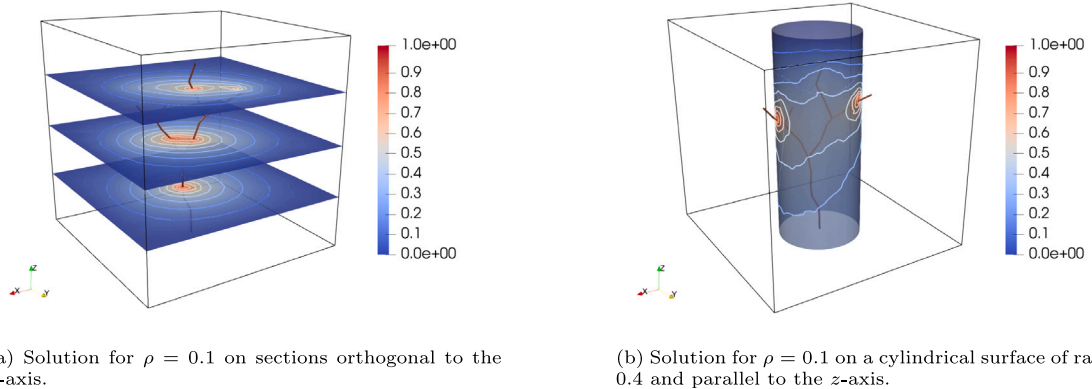 1.0e+00
0.9
0.8
0.7
0.6
0.5
0.4
0.3
0.2
0.1
0.0e+00
Z
X
Y
a) Solution for ρ = 0.1 on sections orthogonal to the
-axis.
1.0e+00
0.9
0.8
0.7
0.6
0.5
0.4
0.3
0.2
0.1
0.0e+00
Z
X
Y
(b) Solution for ρ = 0.1 on a cylindrical surface of ra
0.4 and parallel to the z-axis.